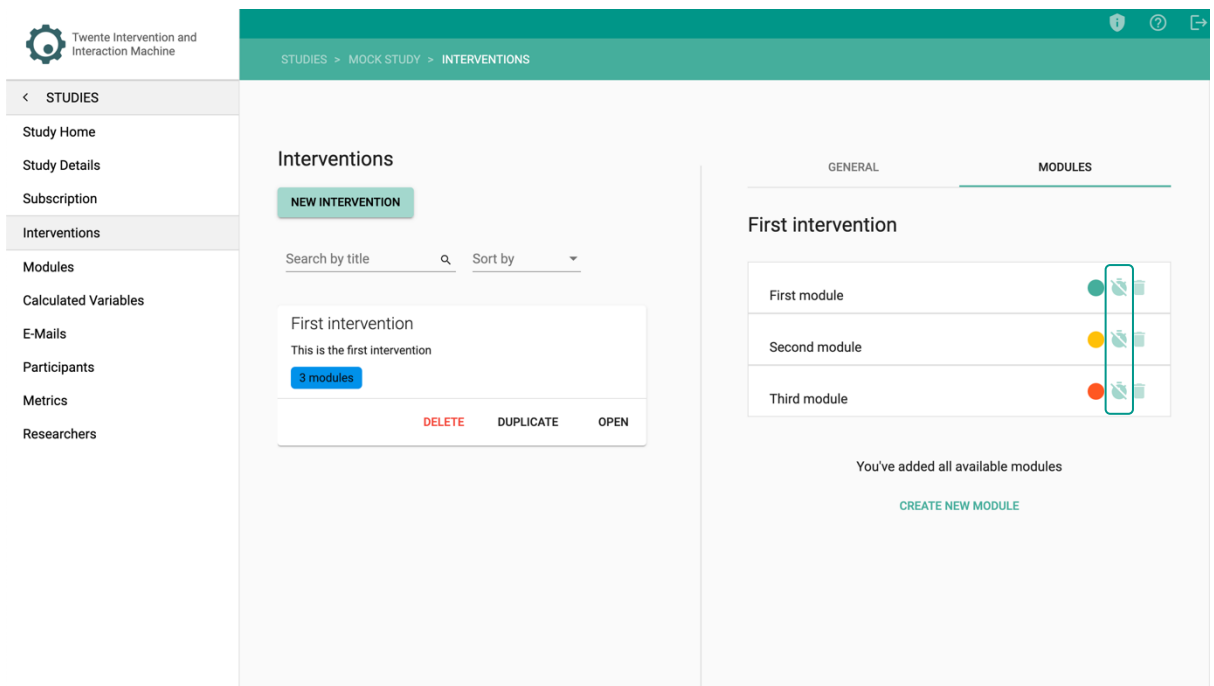 Twente Intervention and
Interaction Machine
STUDIES > MOCK STUDY > INTERVENTIONS
< STUDIES
Study Home
Study Details
Subscription
Interventions
Modules
Calculated Variables
E-Mails
Participants
Metrics
Researchers
Interventions
NEW INTERVENTION
Search by title
Sort by
First intervention
This is the first intervention
3 modules
DELETE DUPLICATE OPEN
GENERAL MODULES
First intervention
First module
Second module
Third module
You've added all available modules
CREATE NEW MODULE